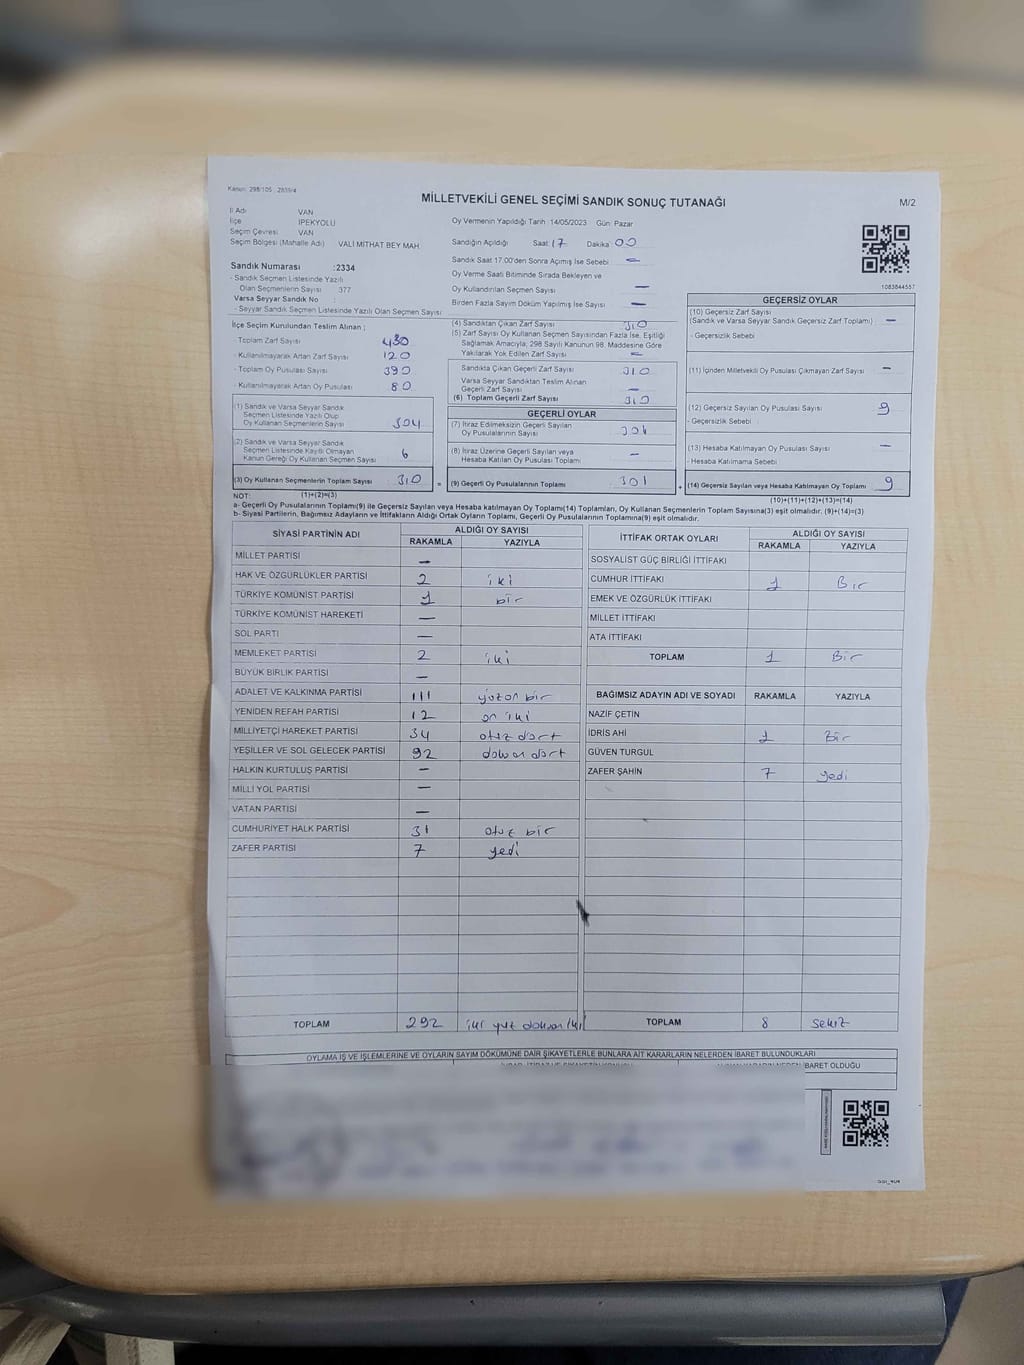 Kanun: 298/105, 2839/4
MİLLETVEKİLİ GENEL SEÇİMİ SANDIK SONUÇ TUTANAĞI
M/2
İl Adı VAN
İlçe İPEKYOLU
Seçim Çevresi VAN
Seçim Bölgesi (Mahalle Adı) VALİ MİTHAT BEY MAH
Sandık Numarası :2334
- Sandık Seçmen Listesinde Yazılı
Olan Seçmenlerin Sayısı : 377
Varsa Seyyar Sandık No :
- Seyyar Sandık Seçmen Listesinde Yazılı Olan Seçmen Sayısı
Oy Vermenin Yapıldığı Tarih 14/05/2023 Gün: Pazar
Sandığın Açıldığı Saat: 17 Dakika: 00
Sandık Saat 17.00'den Sonra Açımış İse Sebebi : —
Oy Verme Saati Bitiminde Sırada Bekleyen ve
Oy Kullandırılan Seçmen Sayısı : —
Birden Fazla Sayım Döküm Yapılmış İse Sayısı : —
1083844557
İlçe Seçim Kurulundan Teslim Alınan ;
- Toplam Zarf Sayısı
- Kullanılmayarak Artan Zarf Sayısı 120
- Toplam Oy Pusulası Sayısı 390
- Kullanılmayarak Artan Oy Pusulası 80
(1) Sandık ve Varsa Seyyar Sandık
Seçmen Listesinde Yazılı Olup
Oy Kullanan Seçmenlerin Sayısı 304
(2) Sandık ve Varsa Seyyar Sandık
Seçmen Listesinde Kayıtlı Olmayan
Kanun Gereği Oy Kullanan Seçmen Sayısı 6
(3) Oy Kullanan Seçmenlerin Toplam Sayısı 310
(1)+(2)=(3)
(4) Sandıktan Çıkan Zarf Sayısı 310
(5) Zarf Sayısı Oy Kullanan Seçmen Sayısından Fazla İse, Eşitliği
Sağlamak Amacıyla, 298 Sayılı Kanunun 98. Maddesine Göre
Yakılarak Yok Edilen Zarf Sayısı —
Sandıkta Çıkan Geçerli Zarf Sayısı 310
Varsa Seyyar Sandıktan Teslim Alınan
Geçerli Zarf Sayısı —
(6) Toplam Geçerli Zarf Sayısı 310
GEÇERLİ OYLAR
(7) İtiraz Edilmeksizin Geçerli Sayılan
Oy Pusulalarının Sayısı 301
(8) İtiraz Üzerine Geçerli Sayılan veya
Hesaba Katılan Oy Pusulası Toplamı —
= (9) Geçerli Oy Pusulalarının Toplamı 301
GEÇERSİZ OYLAR
(10) Geçersiz Zarf Sayısı
(Sandık ve Varsa Seyyar Sandık Geçersiz Zarf Toplamı) —
- Geçersizlik Sebebi :
(11) İçinden Milletvekili Oy Pusulası Çıkmayan Zarf Sayısı —
(12) Geçersiz Sayılan Oy Pusulası Sayısı 9
- Geçersizlik Sebebi :
(13) Hesaba Katılmayan Oy Pusulası Sayısı —
- Hesaba Katılmama Sebebi :
+ (14) Geçersiz Sayılan veya Hesaba Katılmayan Oy Toplamı 9
(10)+(11)+(12)+(13)=(14)
NOT:
a- Geçerli Oy Pusulalarının Toplamı(9) ile Geçersiz Sayılan veya Hesaba katılmayan Oy Toplamı(14) Toplamları, Oy Kullanan Seçmenlerin Toplam Sayısına(3) eşit olmalıdır. (9)+(14)=(3)
b- Siyasi Partilerin, Bağımsız Adayların ve İttifakların Aldığı Ortak Oyların Toplamı, Geçerli Oy Pusulalarının Toplamına(9) eşit olmalıdır.
SİYASİ PARTİNİN ADI ALDIĞI OY SAYISI
RAKAMLA YAZIYLA
MİLLET PARTİSİ —
HAK VE ÖZGÜRLÜKLER PARTİSİ 2 iki
TÜRKİYE KOMÜNİST PARTİSİ 1 bir
TÜRKİYE KOMÜNİST HAREKETİ —
SOL PARTİ —
MEMLEKET PARTİSİ 2 iki
BÜYÜK BİRLİK PARTİSİ —
ADALET VE KALKINMA PARTİSİ 111 yüzon bir
YENİDEN REFAH PARTİSİ 12 on iki
MİLLİYETÇİ HAREKET PARTİSİ 34 otuz dört
YEŞİLLER VE SOL GELECEK PARTİSİ 92 doksan dört
HALKIN KURTULUŞ PARTİSİ —
MİLLİ YOL PARTİSİ —
VATAN PARTİSİ —
CUMHURİYET HALK PARTİSİ 31 otuz bir
ZAFER PARTİSİ 7 yedi
TOPLAM 292 iki yüz doksan iki
İTTİFAK ORTAK OYLARI ALDIĞI OY SAYISI
RAKAMLA YAZIYLA
SOSYALİST GÜÇ BİRLİĞİ İTTİFAKI
CUMHUR İTTİFAKI 1 Bir
EMEK VE ÖZGÜRLÜK İTTİFAKI
MİLLET İTTİFAKI
ATA İTTİFAKI
TOPLAM 1 Bir
BAĞIMSIZ ADAYIN ADI VE SOYADI RAKAMLA YAZIYLA
NAZİF ÇETİN
İDRİS AHİ 1 Bir
GÜVEN TURGUL
ZAFER ŞAHİN 7 yedi
TOPLAM 8 sekiz
OYLAMA İŞ VE İŞLEMLERİNE VE OYLARIN SAYIM DÖKÜMÜNE DAİR ŞİKAYETLERLE BUNLARA AİT KARARLARIN NELERDEN İBARET BULUNDUKLARI
İBARET OLDUĞU